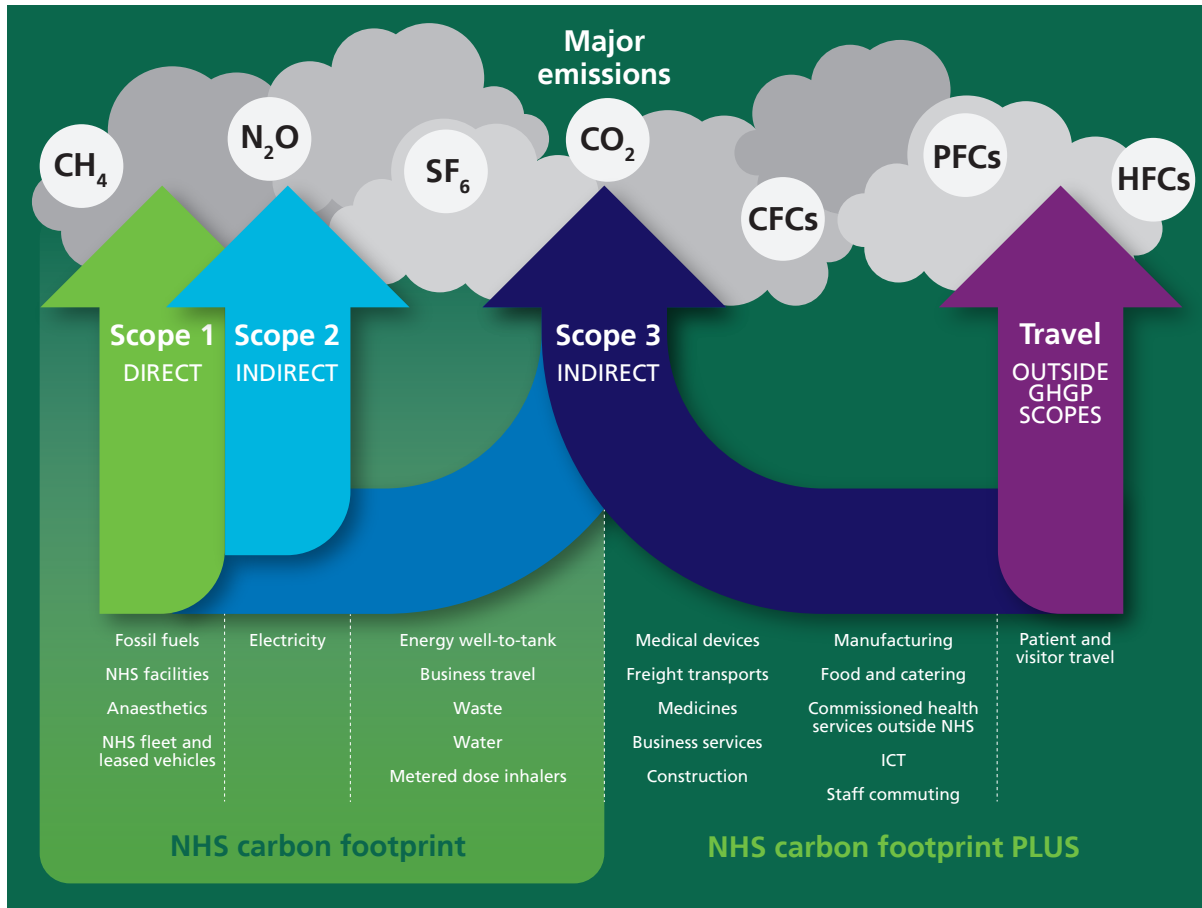 Major
emissions
CH₄
N₂O
SF₆
CO₂
CFCs
PFCs
HFCs
Scope 1
DIRECT
Scope 2
INDIRECT
Scope 3
INDIRECT
Travel
OUTSIDE
GHGP
SCOPES
Fossil fuels
NHS facilities
Anaesthetics
NHS fleet and
leased vehicles
Electricity
Energy well-to-tank
Business travel
Waste
Water
Metered dose inhalers
Medical devices
Freight transports
Medicines
Business services
Construction
Manufacturing
Food and catering
Commissioned health
services outside NHS
ICT
Staff commuting
Patient and
visitor travel
NHS carbon footprint
NHS carbon footprint PLUS